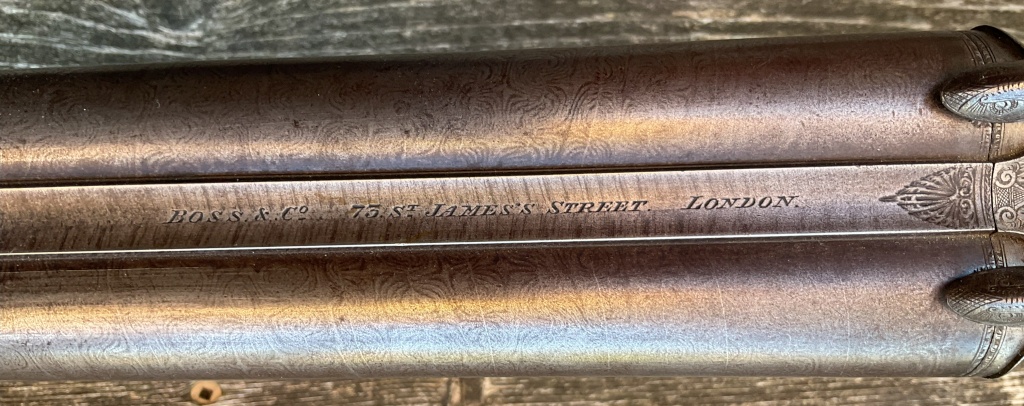 BOSS & Co. 73. ST. JAMES'S STREET. LONDON.